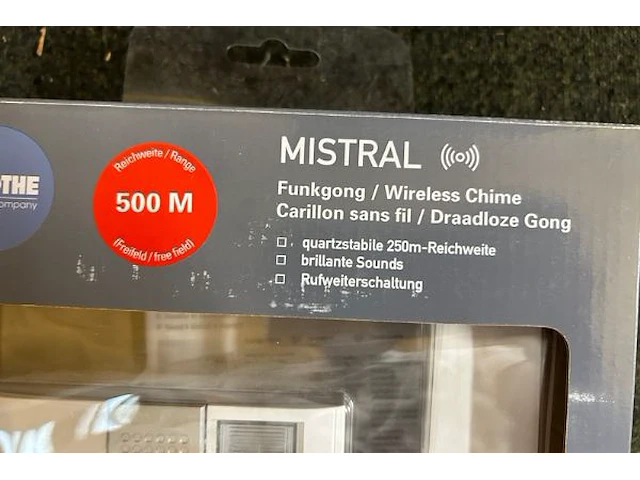 THE
company
Reichweite / Range
500 M
(Freifeld / free field)
MISTRAL
Funkgong / Wireless Chime
Carillon sans fil / Draadloze Gong
quartzstabile 250m-Reichweite
brillante Sounds
Rufweiterschaltung